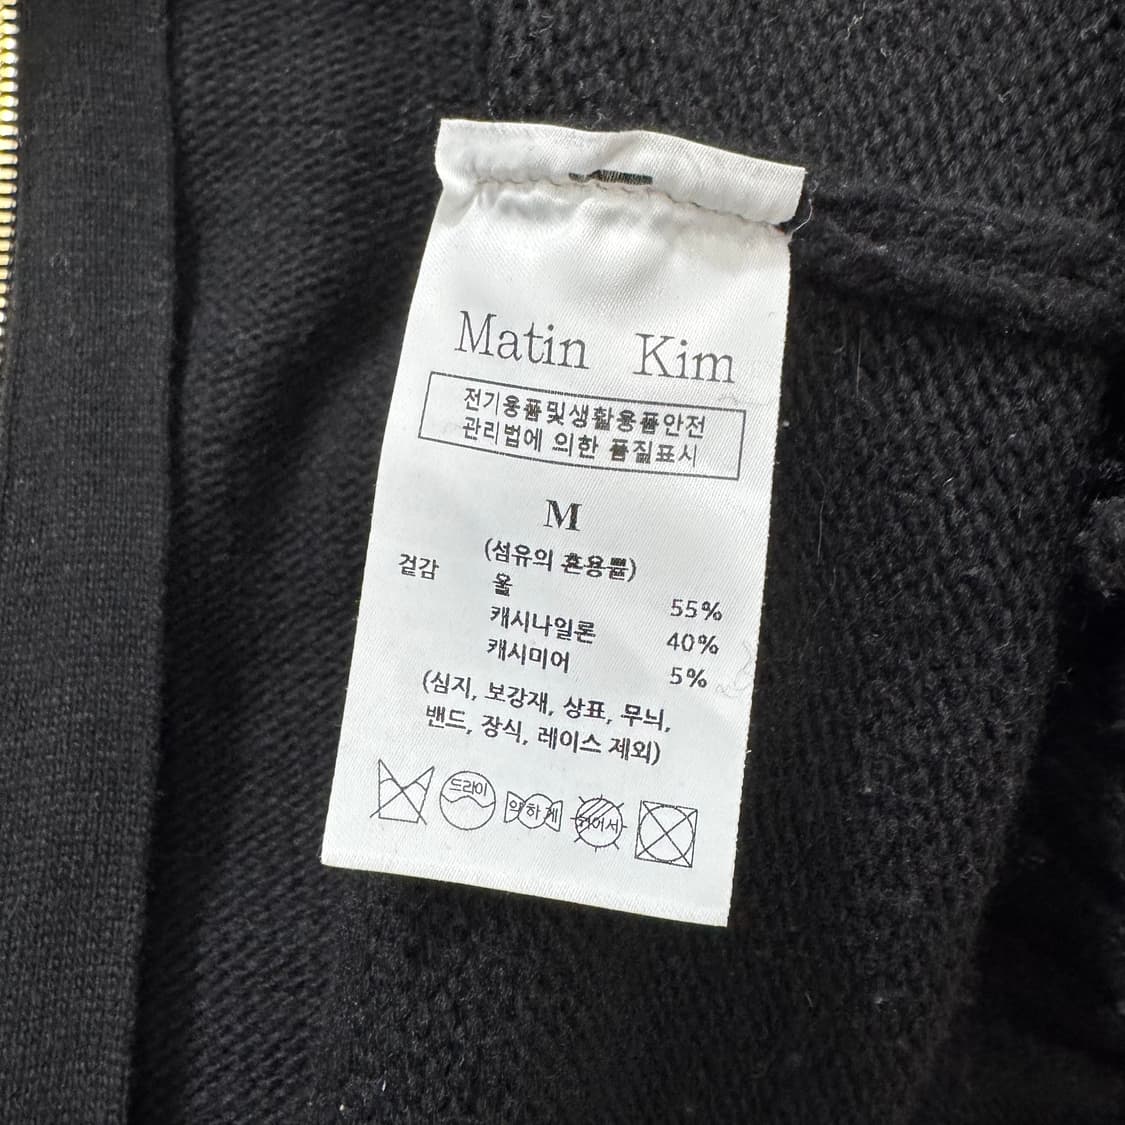 Matin Kim
전기용품및생활용품안전
관리법에 의한 품질표시
M
(섬유의 혼용률)
겉감
울 55%
캐시나일론 40%
캐시미어 5%
(심지, 보강재, 상표, 무늬,
밴드, 장식, 레이스 제외)
드라이
약하게
뉘어서